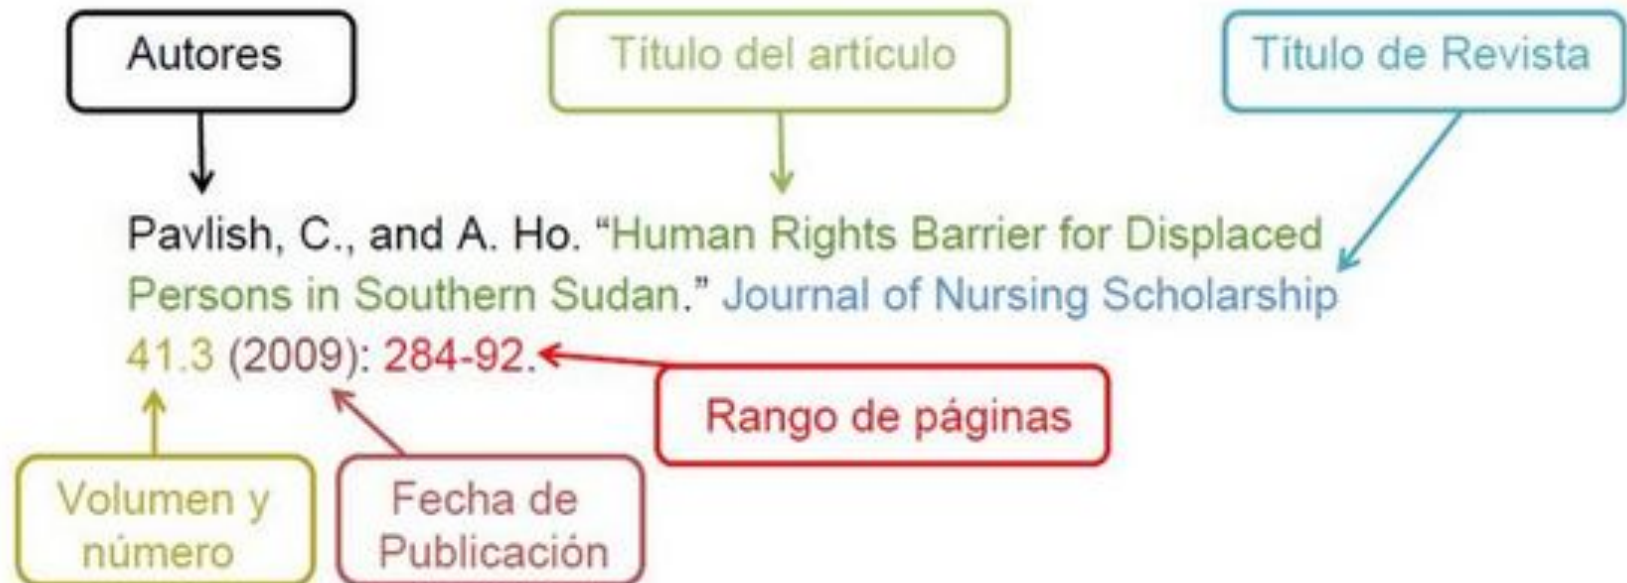 Autores
Título del artículo
Título de Revista
Pavlish, C., and A. Ho. “Human Rights Barrier for Displaced
Persons in Southern Sudan.” Journal of Nursing Scholarship
41.3 (2009): 284-92.
Rango de páginas
Volumen y
número
Fecha de
Publicación